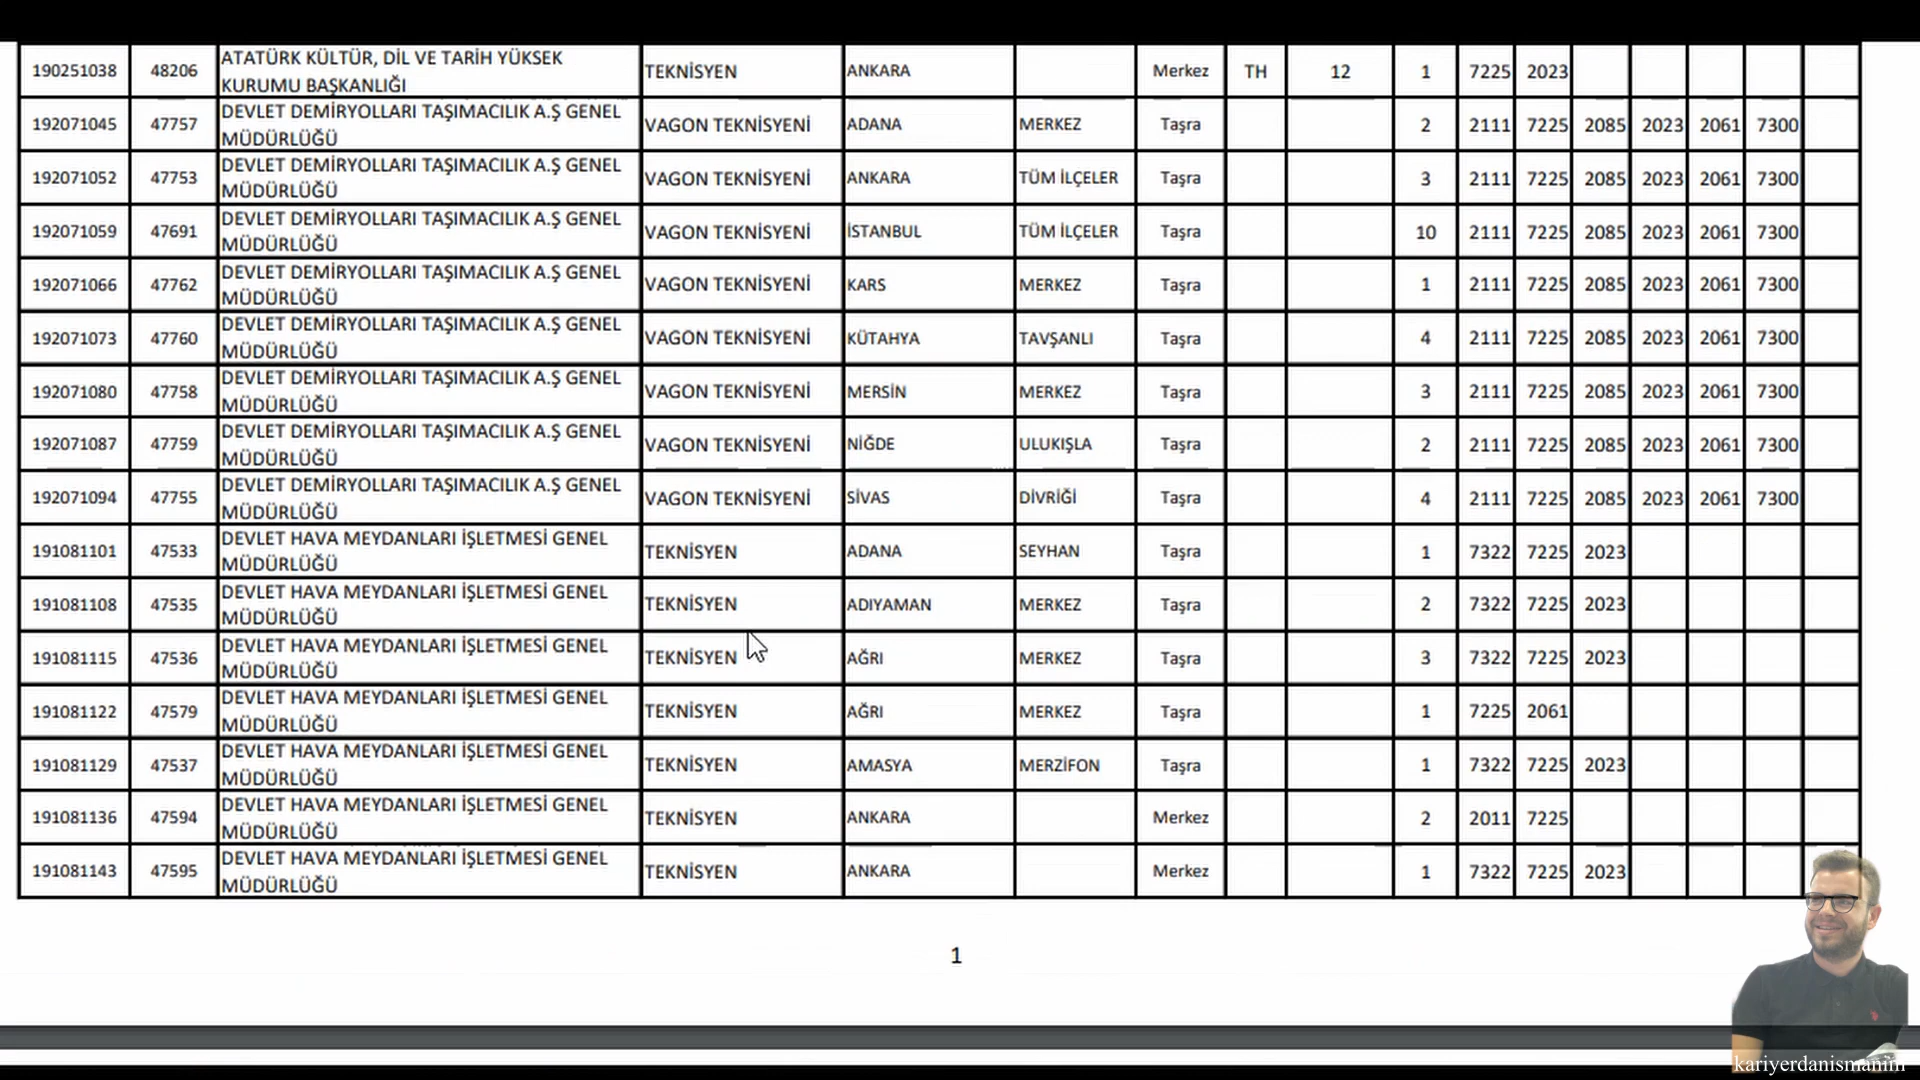 190251038 48206 ATATÜRK KÜLTÜR, DİL VE TARİH YÜKSEK KURUMU BAŞKANLIĞI TEKNİSYEN ANKARA Merkez TH 12 1 7225 2023
192071045 47757 DEVLET DEMİRYOLLARI TAŞIMACILIK A.Ş GENEL MÜDÜRLÜĞÜ VAGON TEKNİSYENİ ADANA MERKEZ Taşra 2 2111 7225 2085 2023 2061 7300
192071052 47753 DEVLET DEMİRYOLLARI TAŞIMACILIK A.Ş GENEL MÜDÜRLÜĞÜ VAGON TEKNİSYENİ ANKARA TÜM İLÇELER Taşra 3 2111 7225 2085 2023 2061 7300
192071059 47691 DEVLET DEMİRYOLLARI TAŞIMACILIK A.Ş GENEL MÜDÜRLÜĞÜ VAGON TEKNİSYENİ İSTANBUL TÜM İLÇELER Taşra 10 2111 7225 2085 2023 2061 7300
192071066 47762 DEVLET DEMİRYOLLARI TAŞIMACILIK A.Ş GENEL MÜDÜRLÜĞÜ VAGON TEKNİSYENİ KARS MERKEZ Taşra 1 2111 7225 2085 2023 2061 7300
192071073 47760 DEVLET DEMİRYOLLARI TAŞIMACILIK A.Ş GENEL MÜDÜRLÜĞÜ VAGON TEKNİSYENİ KÜTAHYA TAVŞANLI Taşra 4 2111 7225 2085 2023 2061 7300
192071080 47758 DEVLET DEMİRYOLLARI TAŞIMACILIK A.Ş GENEL MÜDÜRLÜĞÜ VAGON TEKNİSYENİ MERSİN MERKEZ Taşra 3 2111 7225 2085 2023 2061 7300
192071087 47759 DEVLET DEMİRYOLLARI TAŞIMACILIK A.Ş GENEL MÜDÜRLÜĞÜ VAGON TEKNİSYENİ NİĞDE ULUKIŞLA Taşra 2 2111 7225 2085 2023 2061 7300
192071094 47755 DEVLET DEMİRYOLLARI TAŞIMACILIK A.Ş GENEL MÜDÜRLÜĞÜ VAGON TEKNİSYENİ SİVAS DİVRİĞİ Taşra 4 2111 7225 2085 2023 2061 7300
191081101 47533 DEVLET HAVA MEYDANLARI İŞLETMESİ GENEL MÜDÜRLÜĞÜ TEKNİSYEN ADANA SEYHAN Taşra 1 7322 7225 2023
191081108 47535 DEVLET HAVA MEYDANLARI İŞLETMESİ GENEL MÜDÜRLÜĞÜ TEKNİSYEN ADIYAMAN MERKEZ Taşra 2 7322 7225 2023
191081115 47536 DEVLET HAVA MEYDANLARI İŞLETMESİ GENEL MÜDÜRLÜĞÜ TEKNİSYEN AĞRI MERKEZ Taşra 3 7322 7225 2023
191081122 47579 DEVLET HAVA MEYDANLARI İŞLETMESİ GENEL MÜDÜRLÜĞÜ TEKNİSYEN AĞRI MERKEZ Taşra 1 7225 2061
191081129 47537 DEVLET HAVA MEYDANLARI İŞLETMESİ GENEL MÜDÜRLÜĞÜ TEKNİSYEN AMASYA MERZİFON Taşra 1 7322 7225 2023
191081136 47594 DEVLET HAVA MEYDANLARI İŞLETMESİ GENEL MÜDÜRLÜĞÜ TEKNİSYEN ANKARA Merkez 2 2011 7225
191081143 47595 DEVLET HAVA MEYDANLARI İŞLETMESİ GENEL MÜDÜRLÜĞÜ TEKNİSYEN ANKARA Merkez 1 7322 7225 2023
1
kariyerdanismanim